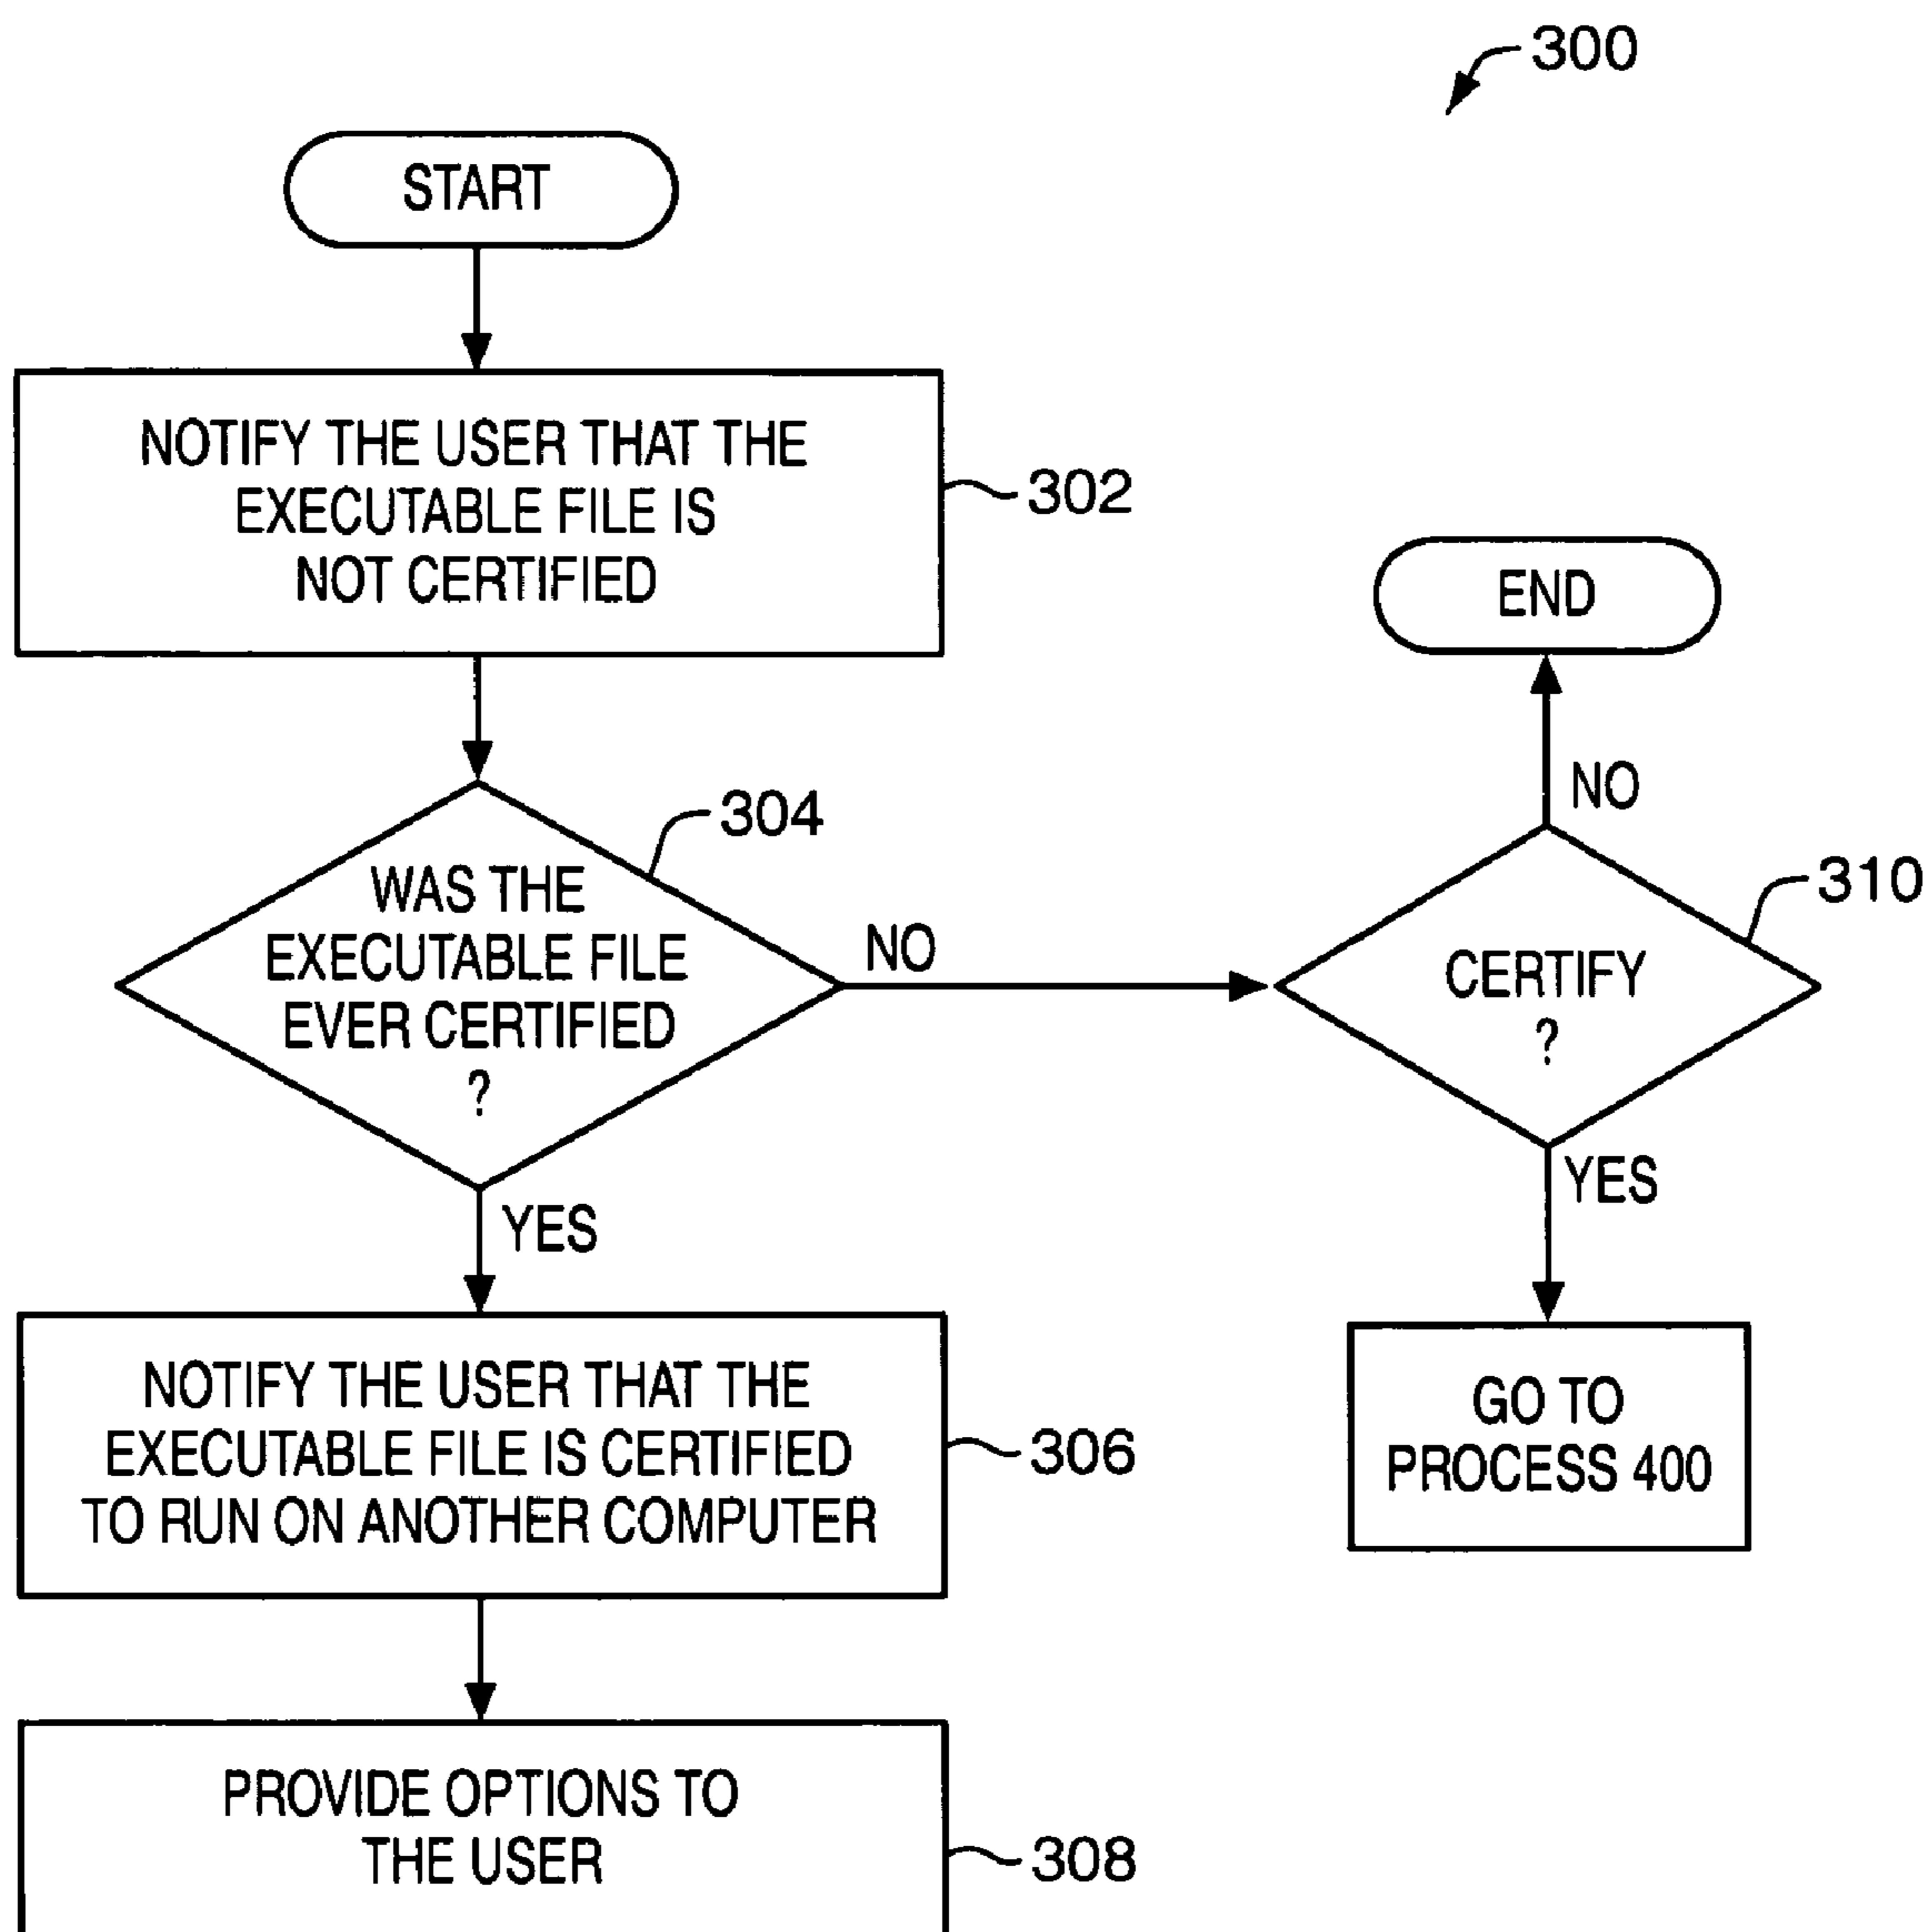 300
START
NOTIFY THE USER THAT THE
EXECUTABLE FILE IS
NOT CERTIFIED
302
END
NO
304
WAS THE
EXECUTABLE FILE
EVER CERTIFIED
?
NO
310
CERTIFY
?
YES
YES
NOTIFY THE USER THAT THE
EXECUTABLE FILE IS CERTIFIED
TO RUN ON ANOTHER COMPUTER
306
GO TO
PROCESS 400
PROVIDE OPTIONS TO
THE USER
308